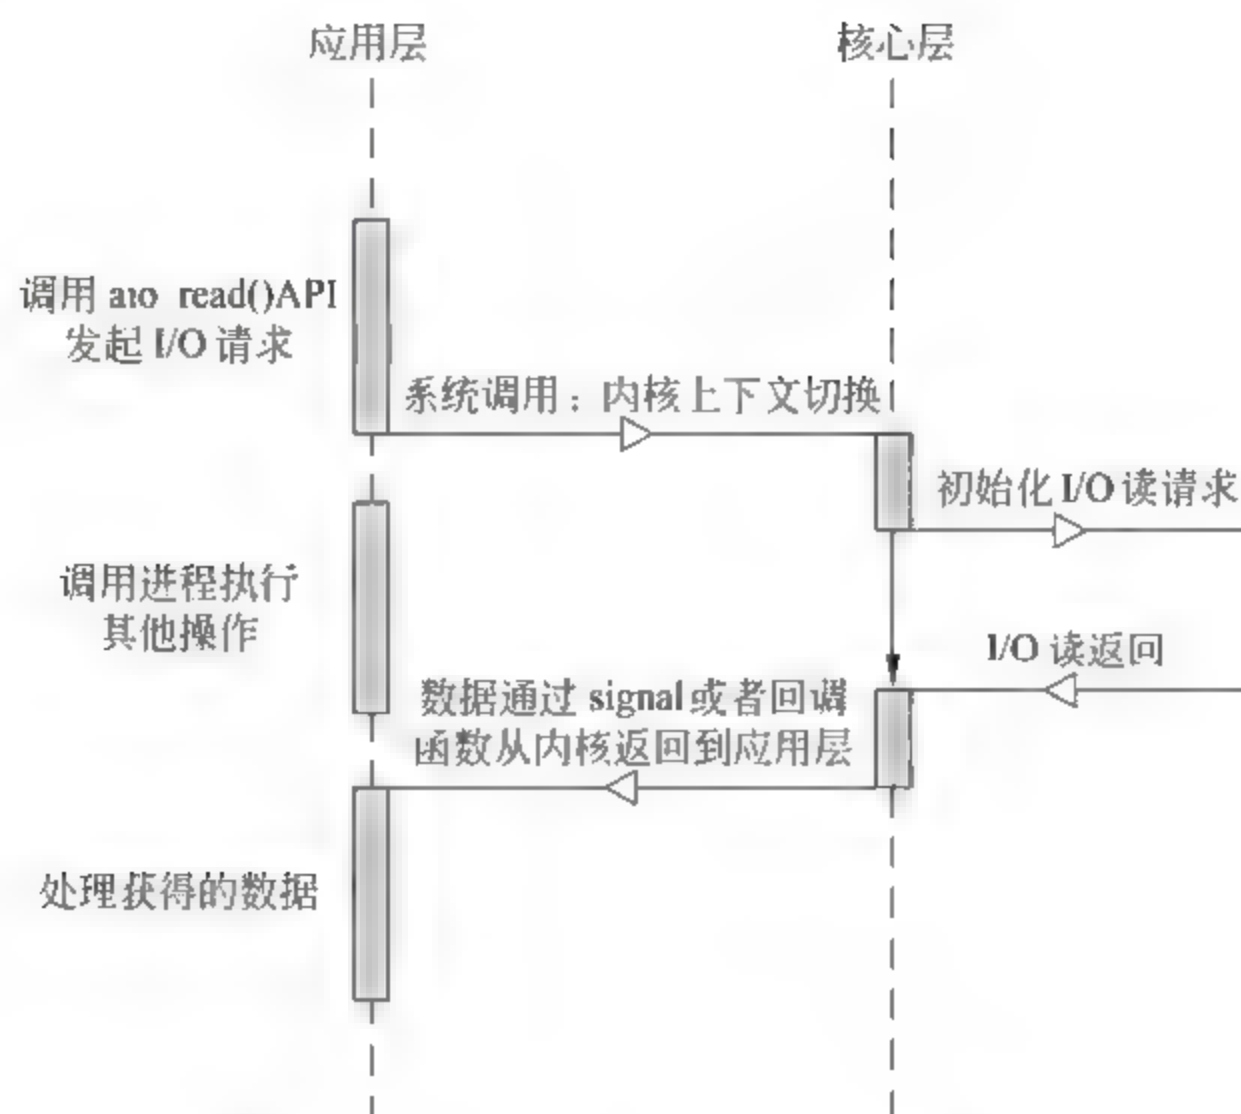 应用层
核心层
调用 aio_read()API
发起 I/O 请求
系统调用：内核上下文切换
初始化 I/O 读请求
调用进程执行
其他操作
I/O 读返回
数据通过 signal 或者回调
函数从内核返回到应用层
处理获得的数据